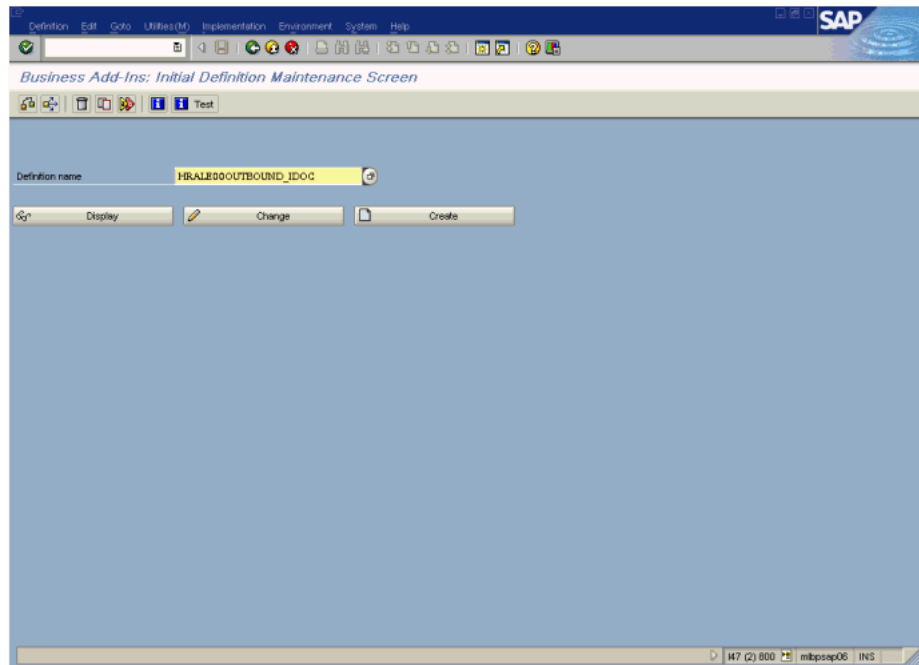 Definition Edit Goto Utilities(M) Implementation Environment System Help
SAP
Business Add-Ins: Initial Definition Maintenance Screen
Test
Definition name HRALE00OUTBOUND_IDOC
Display Change Create
I47 (2) 800 mlbpsap06 INS